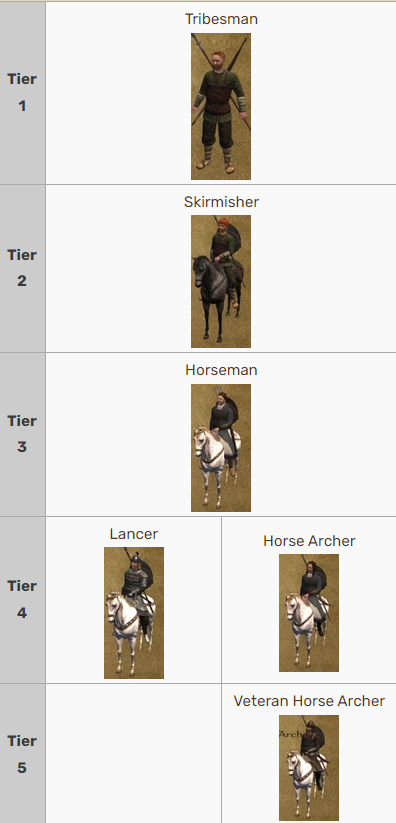 Tribesman
Tier
1
Skirmisher
Tier
2
Horseman
Tier
3
Lancer
Horse Archer
Tier
4
Veteran Horse Archer
Arch
Tier
5